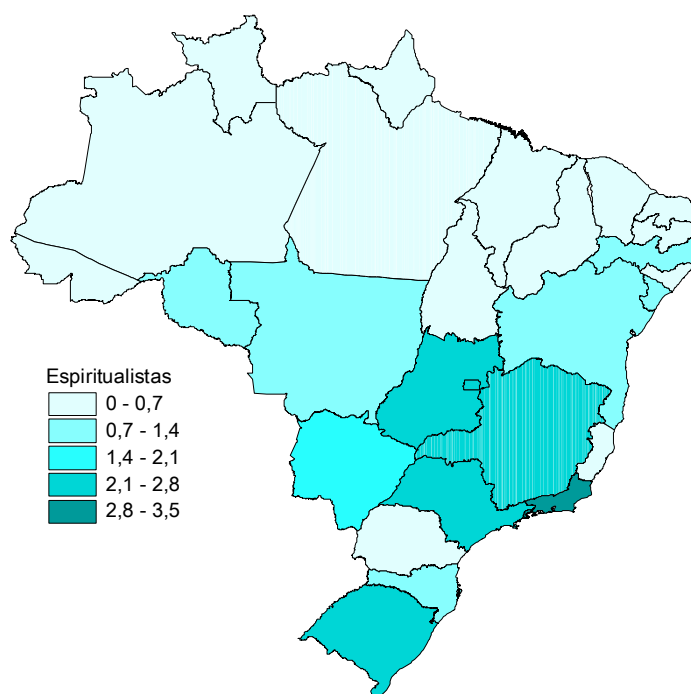 Espiritualistas
0 - 0,7
0,7 - 1,4
1,4 - 2,1
2,1 - 2,8
2,8 - 3,5